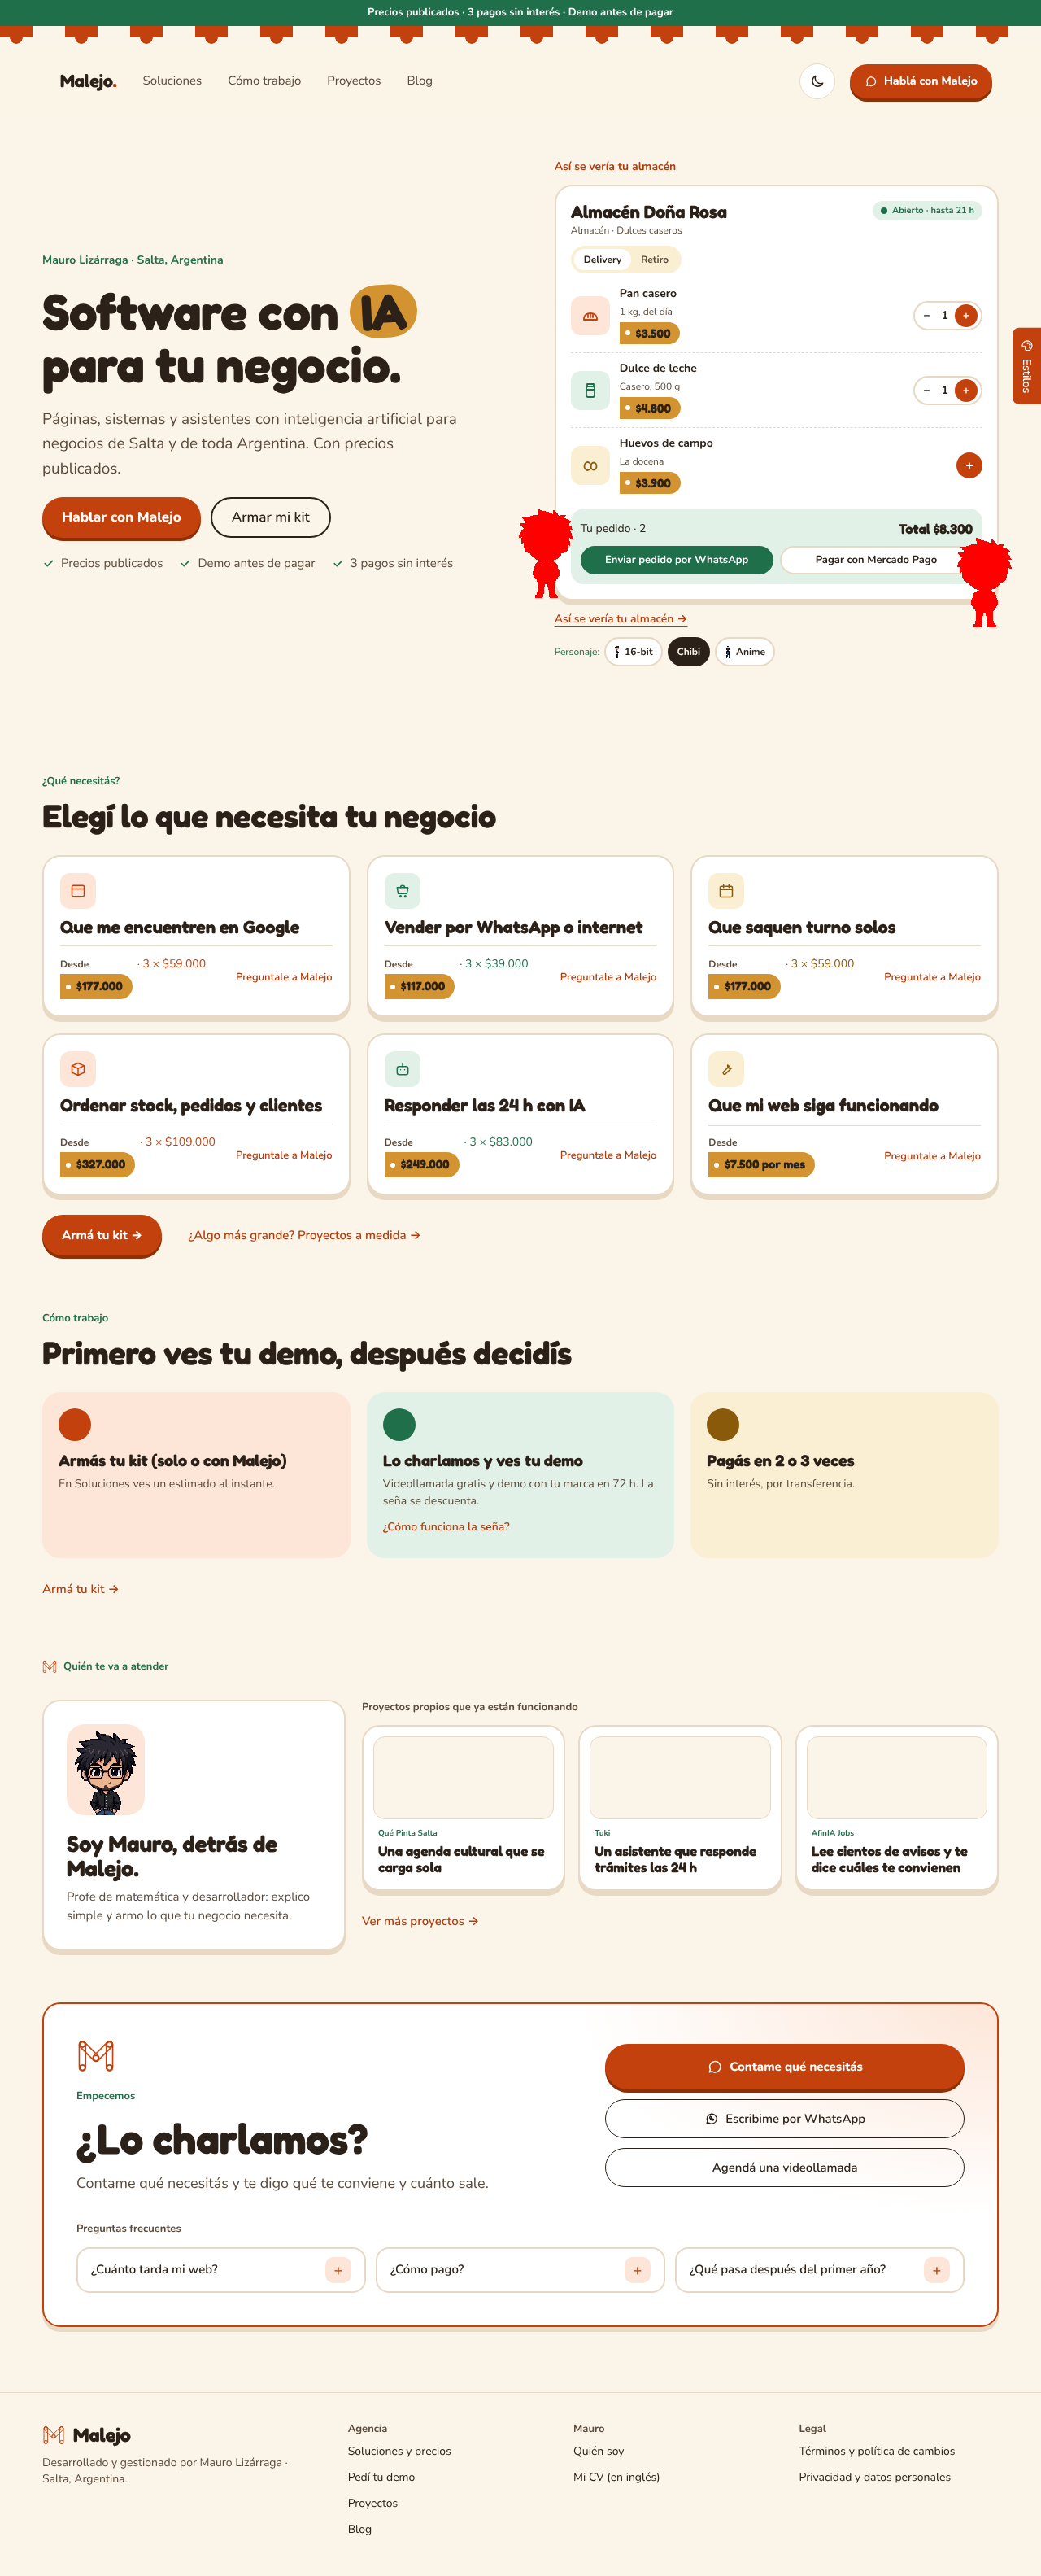 Precios publicados · 3 pagos sin interés · Demo antes de pagar
Malejo.
Soluciones
Cómo trabajo
Proyectos
Blog
Hablá con Malejo
Así se vería tu almacén
Almacén Doña Rosa
Abierto · hasta 21 h
Almacén · Dulces caseros
Delivery
Retiro
Pan casero
1 kg, del día
$3.500
− 1 +
Dulce de leche
Casero, 500 g
$4.800
− 1 +
Huevos de campo
La docena
$3.900
+
Tu pedido · 2
Total $8.300
Enviar pedido por WhatsApp
Pagar con Mercado Pago
Así se vería tu almacén →
Personaje:
16-bit
Chibi
Anime
Estilos
Mauro Lizárraga · Salta, Argentina
Software con IA
para tu negocio.
Páginas, sistemas y asistentes con inteligencia artificial para
negocios de Salta y de toda Argentina. Con precios
publicados.
Hablar con Malejo
Armar mi kit
Precios publicados
Demo antes de pagar
3 pagos sin interés
¿Qué necesitás?
Elegí lo que necesita tu negocio
Que me encuentren en Google
Desde
$177.000
· 3 × $59.000
Preguntale a Malejo
Vender por WhatsApp o internet
Desde
$117.000
· 3 × $39.000
Preguntale a Malejo
Que saquen turno solos
Desde
$177.000
· 3 × $59.000
Preguntale a Malejo
Ordenar stock, pedidos y clientes
Desde
$327.000
· 3 × $109.000
Preguntale a Malejo
Responder las 24 h con IA
Desde
$249.000
· 3 × $83.000
Preguntale a Malejo
Que mi web siga funcionando
Desde
$7.500 por mes
Preguntale a Malejo
Armá tu kit →
¿Algo más grande? Proyectos a medida →
Cómo trabajo
Primero ves tu demo, después decidís
Armás tu kit (solo o con Malejo)
En Soluciones ves un estimado al instante.
Lo charlamos y ves tu demo
Videollamada gratis y demo con tu marca en 72 h. La
seña se descuenta.
¿Cómo funciona la seña?
Pagás en 2 o 3 veces
Sin interés, por transferencia.
Armá tu kit →
Quién te va a atender
Soy Mauro, detrás de
Malejo.
Profe de matemática y desarrollador: explico
simple y armo lo que tu negocio necesita.
Proyectos propios que ya están funcionando
Qué Pinta Salta
Una agenda cultural que se
carga sola
Tuki
Un asistente que responde
trámites las 24 h
AfinIA Jobs
Lee cientos de avisos y te
dice cuáles te convienen
Ver más proyectos →
Empecemos
¿Lo charlamos?
Contame qué necesitás y te digo qué te conviene y cuánto sale.
Contame qué necesitás
Escribime por WhatsApp
Agendá una videollamada
Preguntas frecuentes
¿Cuánto tarda mi web? +
¿Cómo pago? +
¿Qué pasa después del primer año? +
Malejo
Desarrollado y gestionado por Mauro Lizárraga ·
Salta, Argentina.
Agencia
Soluciones y precios
Pedí tu demo
Proyectos
Blog
Mauro
Quién soy
Mi CV (en inglés)
Legal
Términos y política de cambios
Privacidad y datos personales